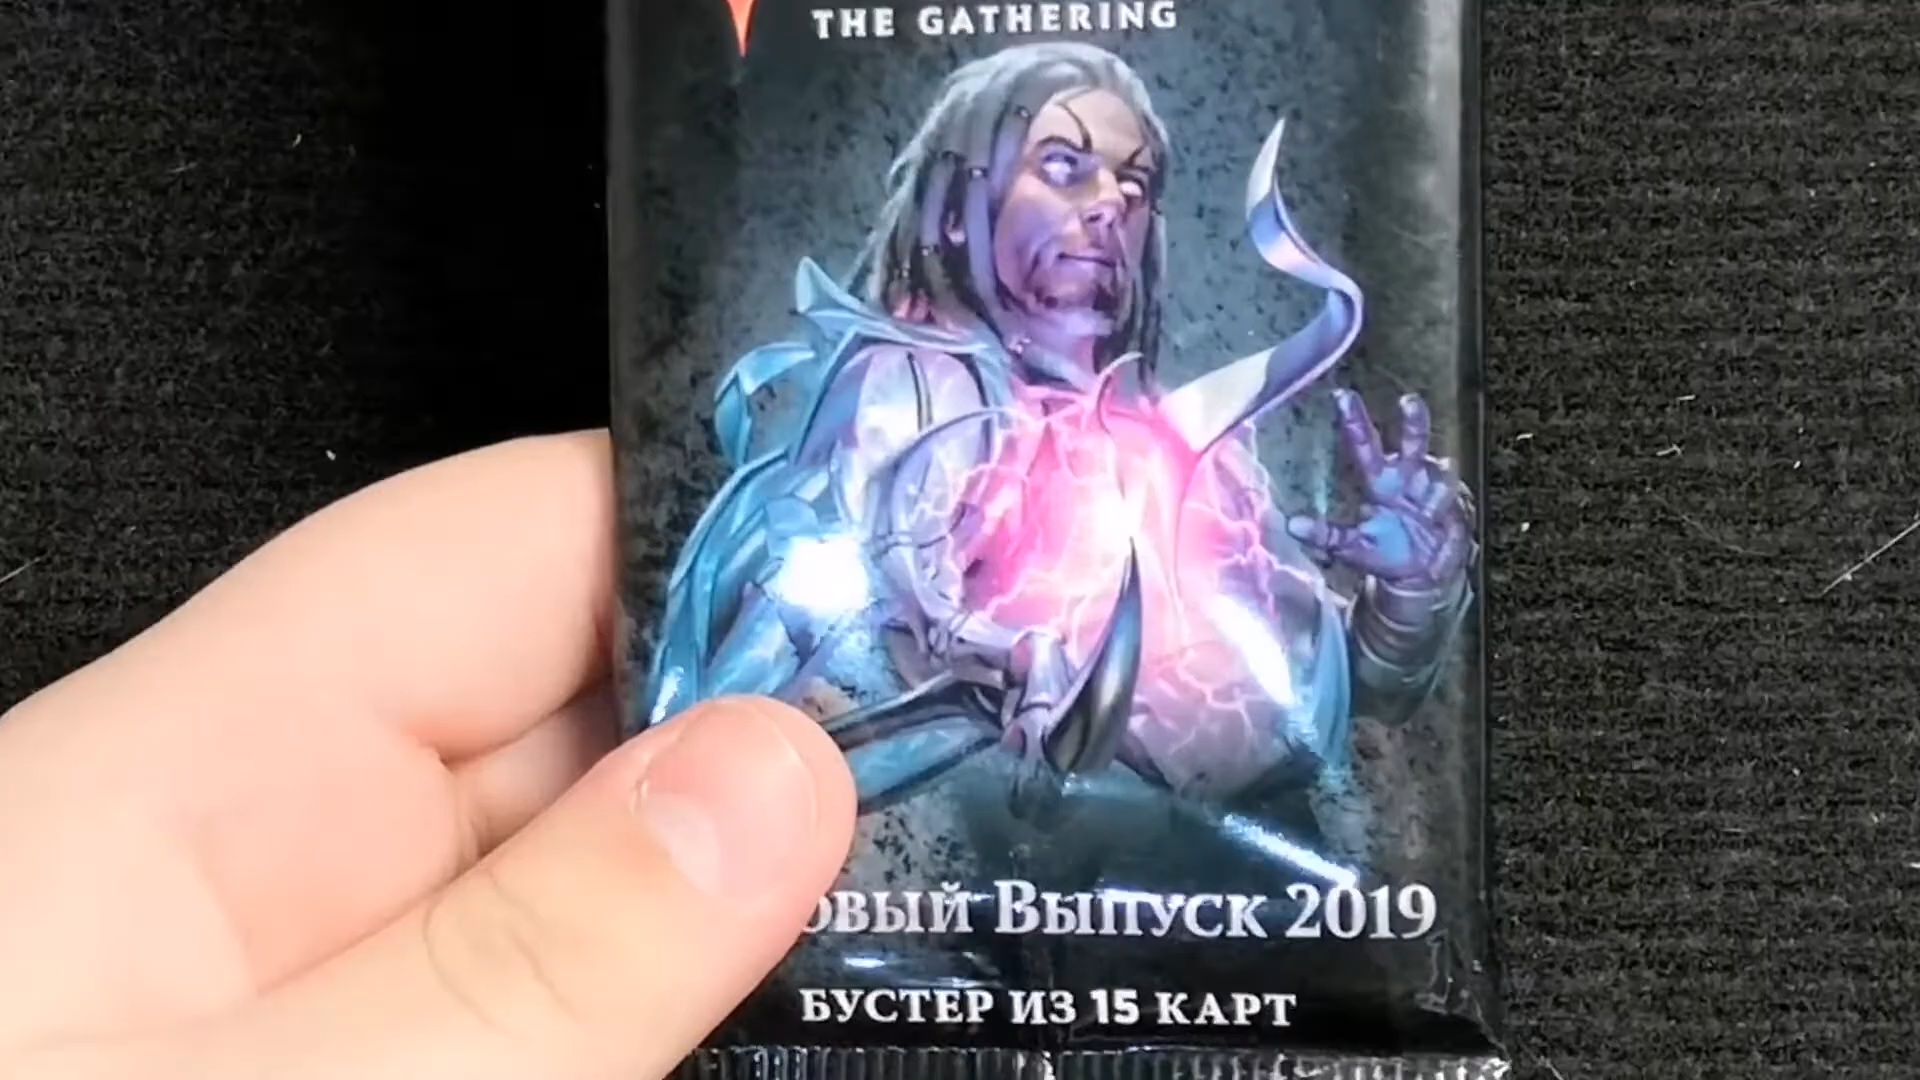 THE GATHERING
овый Выпуск 2019
БУСТЕР ИЗ 15 КАРТ